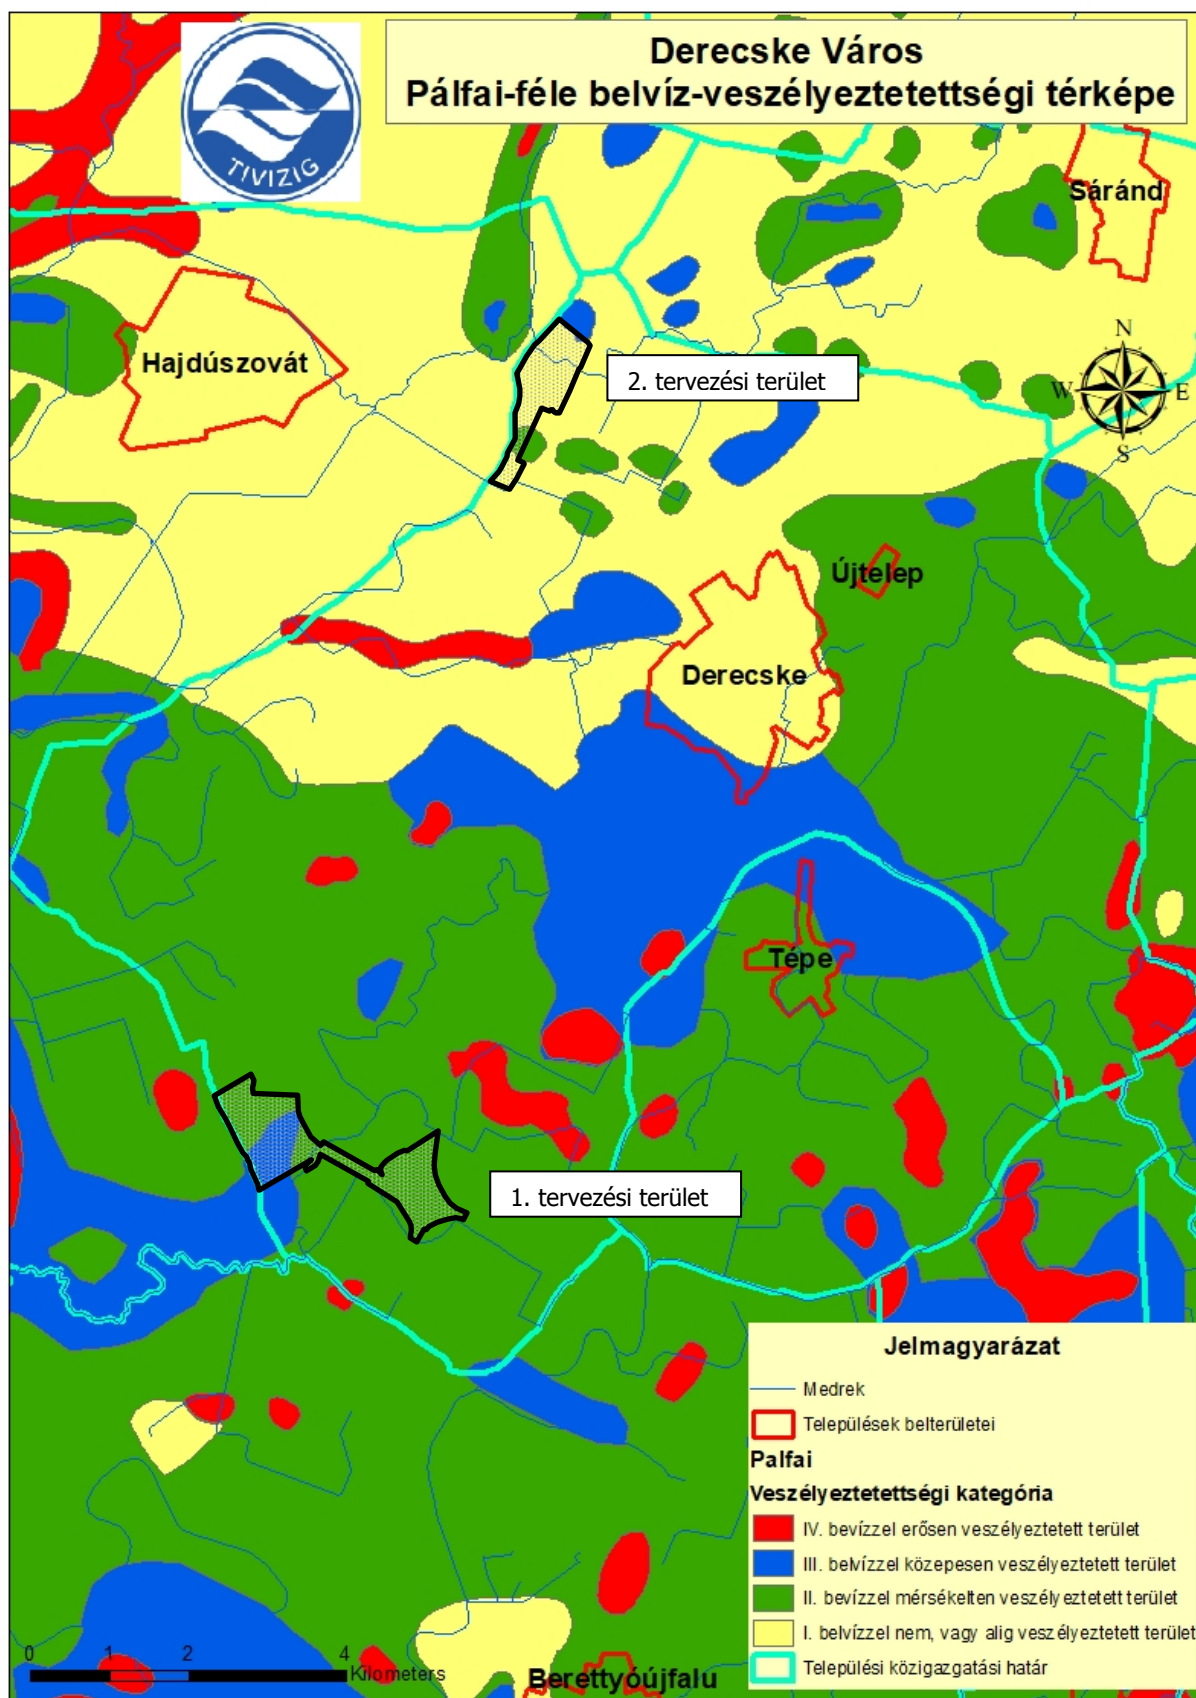 Derecske Város
Pálfai-féle belvíz-veszélyeztetettségi térképe
TIVIZIG
Sáránd
Hajdúszovát
2. tervezési terület
N
W
E
S
Újtelep
Derecske
Tépe
1. tervezési terület
Jelmagyarázat
Medrek
Települések belterületei
Palfai
Veszélyeztetettségi kategória
IV. bevízzel erősen veszélyeztetett terület
III. belvízzel közepesen veszélyeztetett terület
II. bevízzel mérsékelten veszélyeztetett terület
I. belvízzel nem, vagy alig veszélyeztetett terület
Települési közigazgatási határ
0 1 2 4
Kilometers
Berettyóújfalu